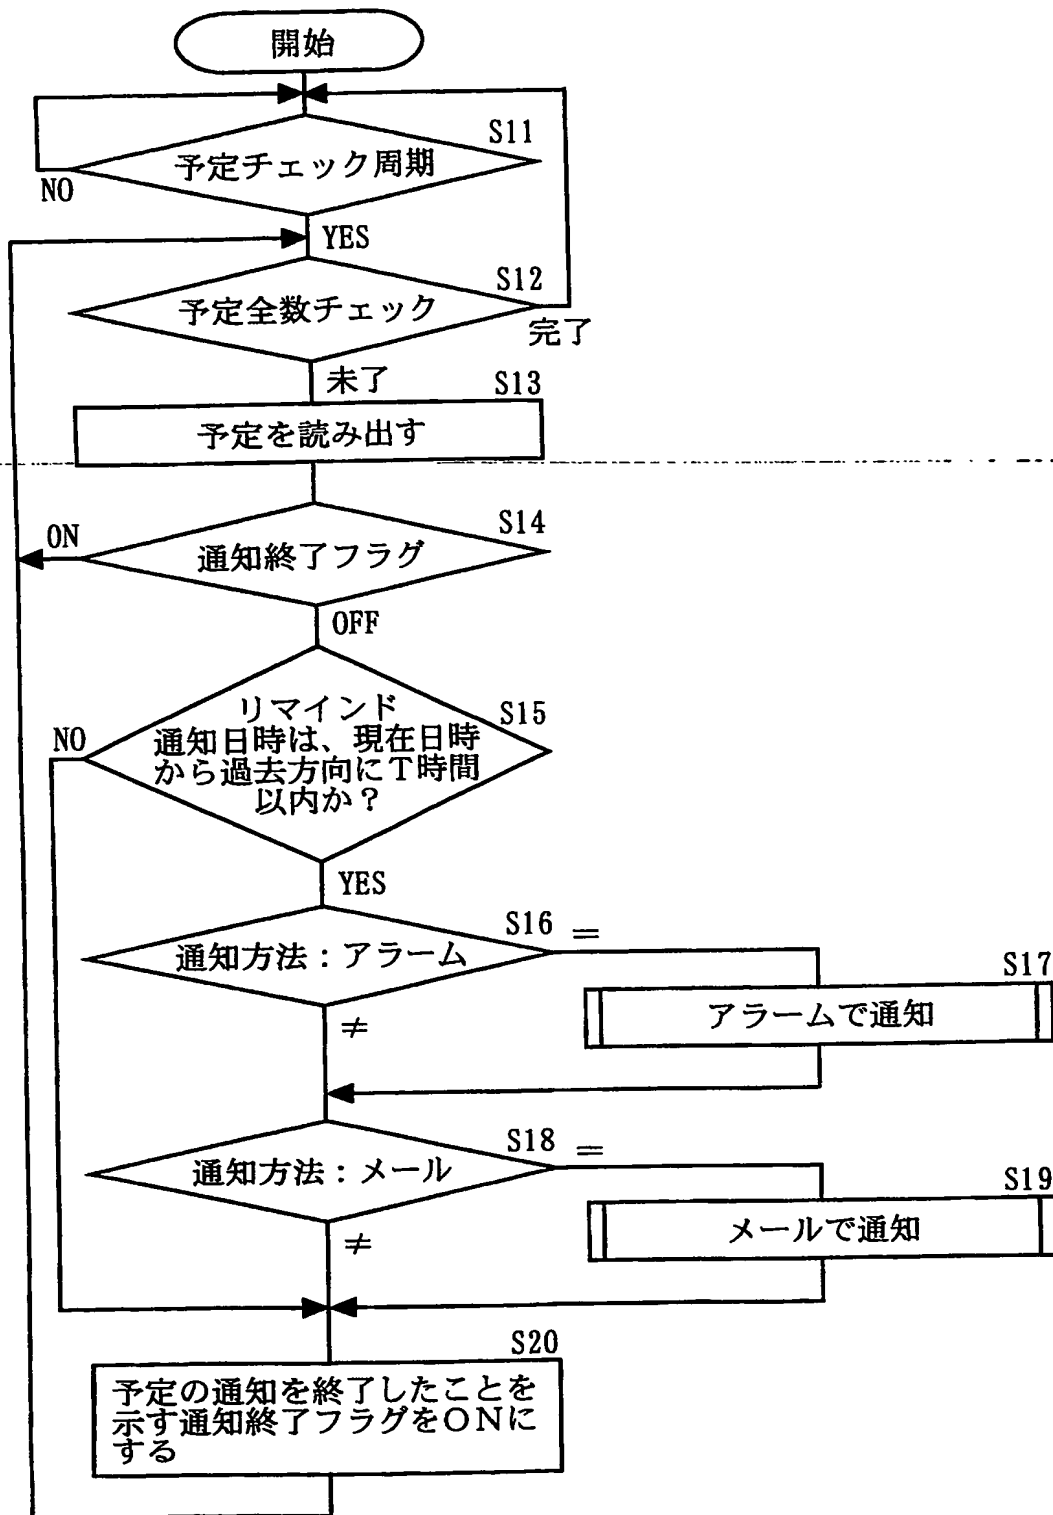 開始
S11
予定チェック周期
NO
YES
S12
予定全数チェック
完了
未了
S13
予定を読み出す
S14
ON
通知終了フラグ
OFF
リマインド
S15
NO
通知日時は、現在日時
から過去方向にT時間
以内か？
YES
S16
＝
通知方法：アラーム
S17
アラームで通知
≠
S18
＝
通知方法：メール
S19
メールで通知
≠
S20
予定の通知を終了したことを
示す通知終了フラグをONに
する